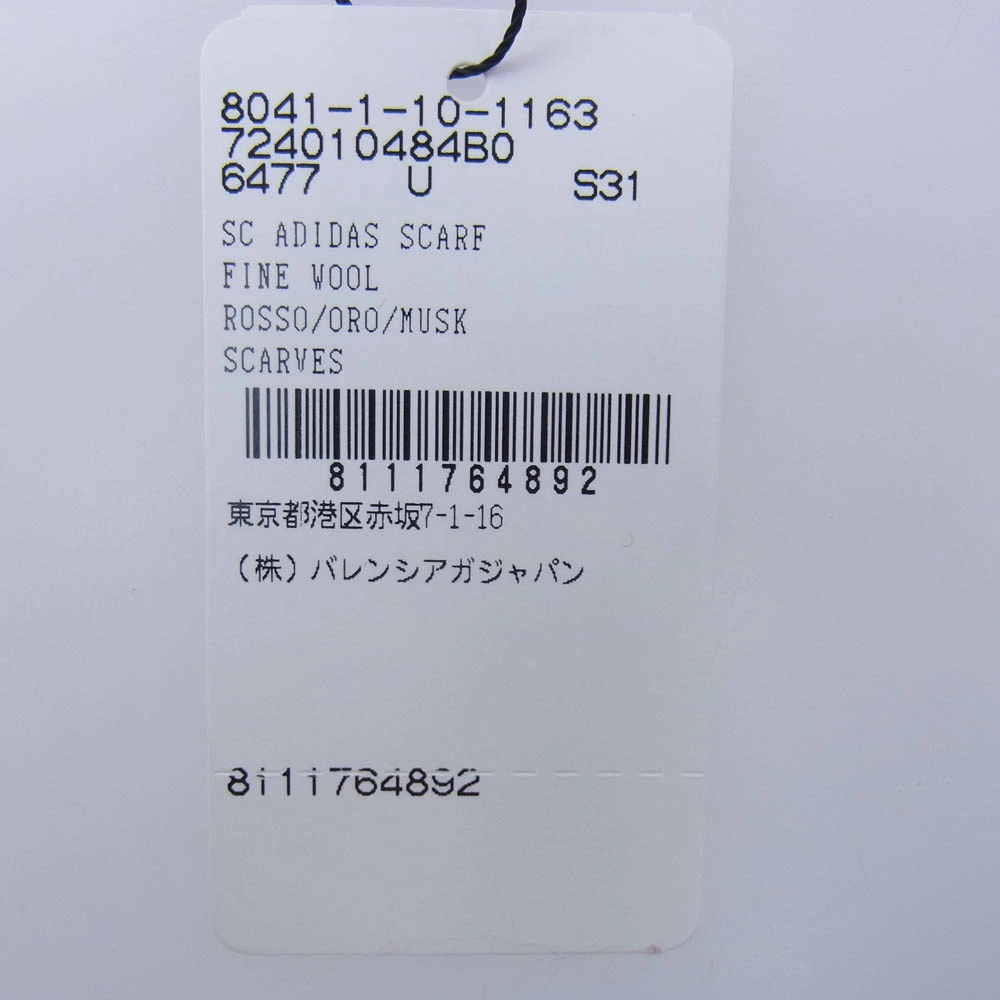 8041-1-10-1163
724010484B0
6477 U S31
SC ADIDAS SCARF
FINE WOOL
ROSSO/ORO/MUSK
SCARVES
8111764892
東京都港区赤坂7-1-16
（株）バレンシアガジャパン
8111764892